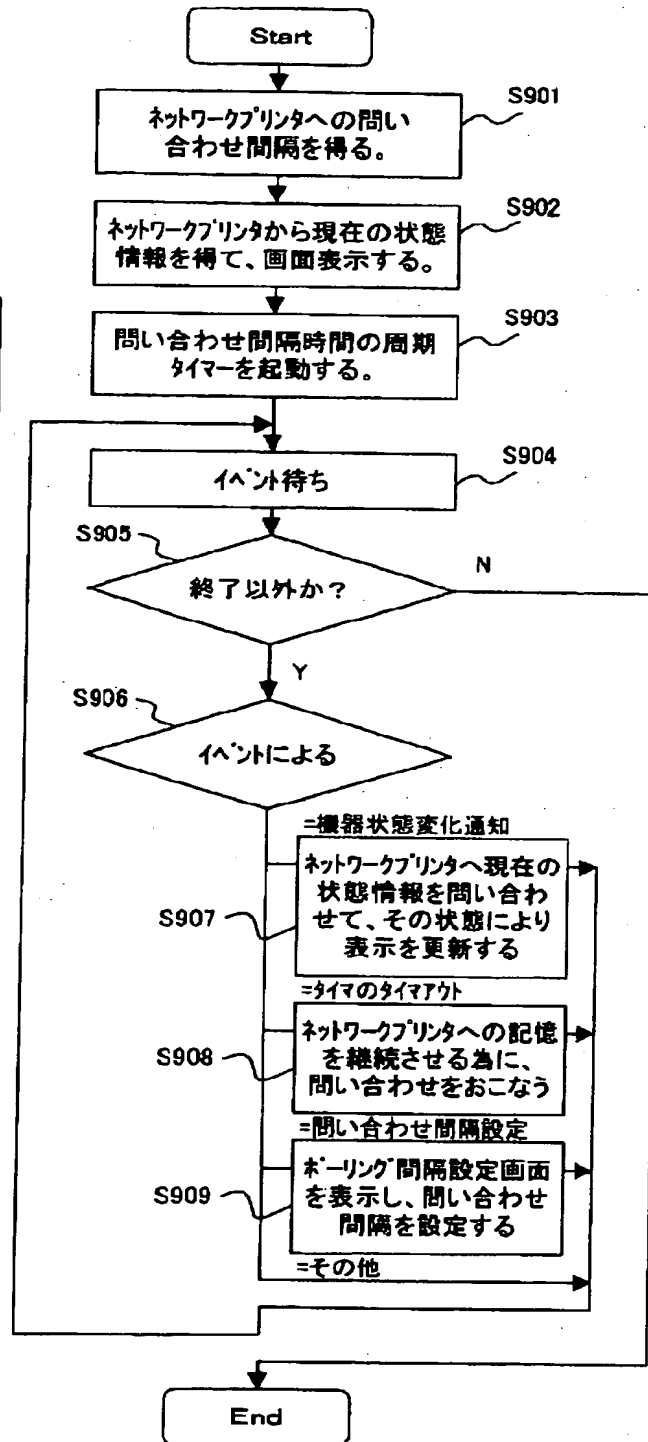 Start
S901
ネットワークプリンタへの問い
合わせ間隔を得る。
S902
ネットワークプリンタから現在の状態
情報を得て、画面表示する。
S903
問い合わせ間隔時間の周期
タイマーを起動する。
S904
イベント待ち
S905
終了以外か?
N
Y
S906
イベントによる
=機器状態変化通知
ネットワークプリンタへ現在の
状態情報を問い合わ
せて、その状態により
表示を更新する
S907
=タイマのタイマアウト
ネットワークプリンタへの記憶
を継続させる為に、
問い合わせをおこなう
S908
=問い合わせ間隔設定
ポーリング間隔設定画面
を表示し、問い合わせ
間隔を設定する
S909
=その他
End